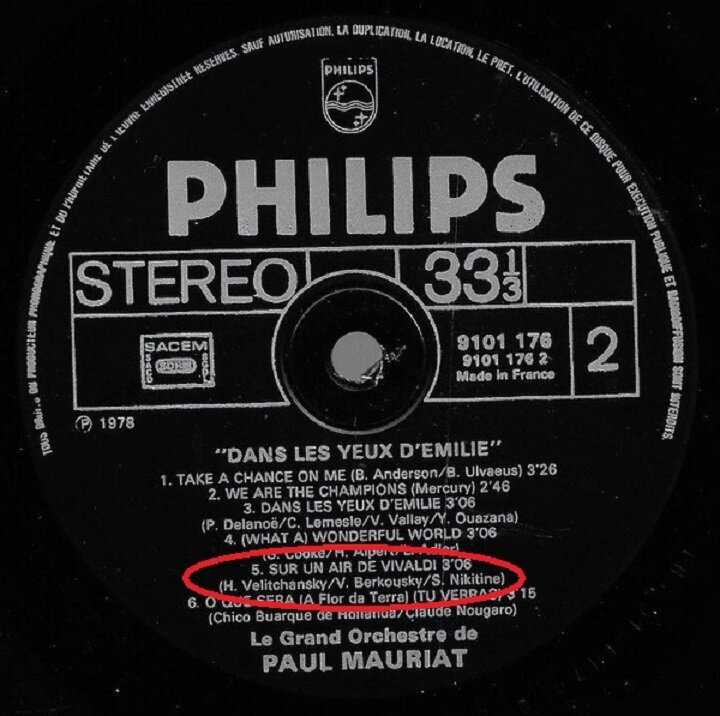 TOUS DROITS DU PRODUCTEUR PHONOGRAPHIQUE ET DU PROPRIETAIRE DE L'ŒUVRE ENREGISTREE RESERVES. SAUF AUTORISATION, LA DUPLICATION, LA LOCATION, LE PRET, L'UTILISATION DE CE DISQUE POUR EXECUTION PUBLIQUE ET RADIODIFFUSION SONT INTERDITS.
PHILIPS
PHILIPS
STEREO 33⅓
SACEM
9101 176
9101 176 2
Made in France
2
Ⓟ 1978
"DANS LES YEUX D'EMILIE"
1. TAKE A CHANCE ON ME (B. Anderson/B. Ulvaeus) 3'26
2. WE ARE THE CHAMPIONS (Mercury) 2'46
3. DANS LES YEUX D'EMILIE 3'06
(P. Delanoë/C. Lemesle/V. Vallay/Y. Ouazana)
4. (WHAT A) WONDERFUL WORLD 3'06
Cooke/H. Alpert/L. Adler)
5. SUR UN AIR DE VIVALDI 3'06
(H. Velitchansky/V. Berkousky/S. Nikitine)
6. O QUE SERA (A Flor da Terra) (TU VERRAS) 3 15
(Chico Buarque de Hollanda/Claude Nougaro)
Le Grand Orchestre de
PAUL MAURIAT